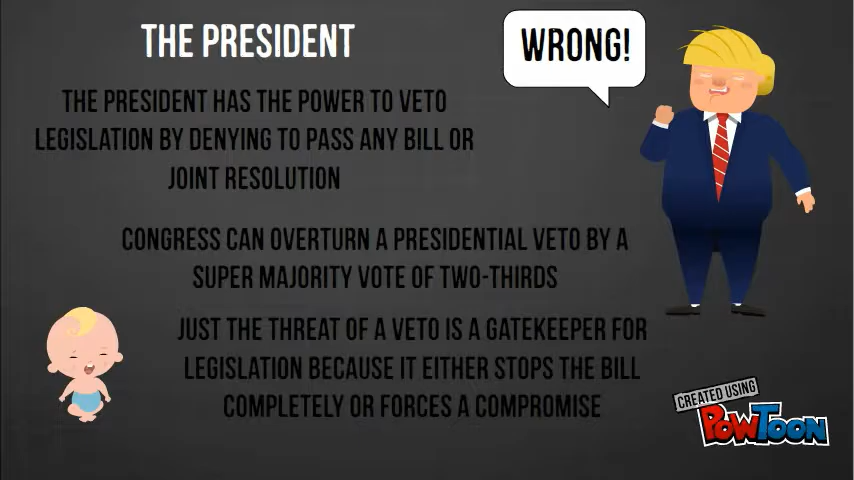 THE PRESIDENT
WRONG!
THE PRESIDENT HAS THE POWER TO VETO
LEGISLATION BY DENYING TO PASS ANY BILL OR
JOINT RESOLUTION
CONGRESS CAN OVERTURN A PRESIDENTIAL VETO BY A
SUPER MAJORITY VOTE OF TWO-THIRDS
JUST THE THREAT OF A VETO IS A GATEKEEPER FOR
LEGISLATION BECAUSE IT EITHER STOPS THE BILL
COMPLETELY OR FORCES A COMPROMISE
CREATED USING
POWTOON